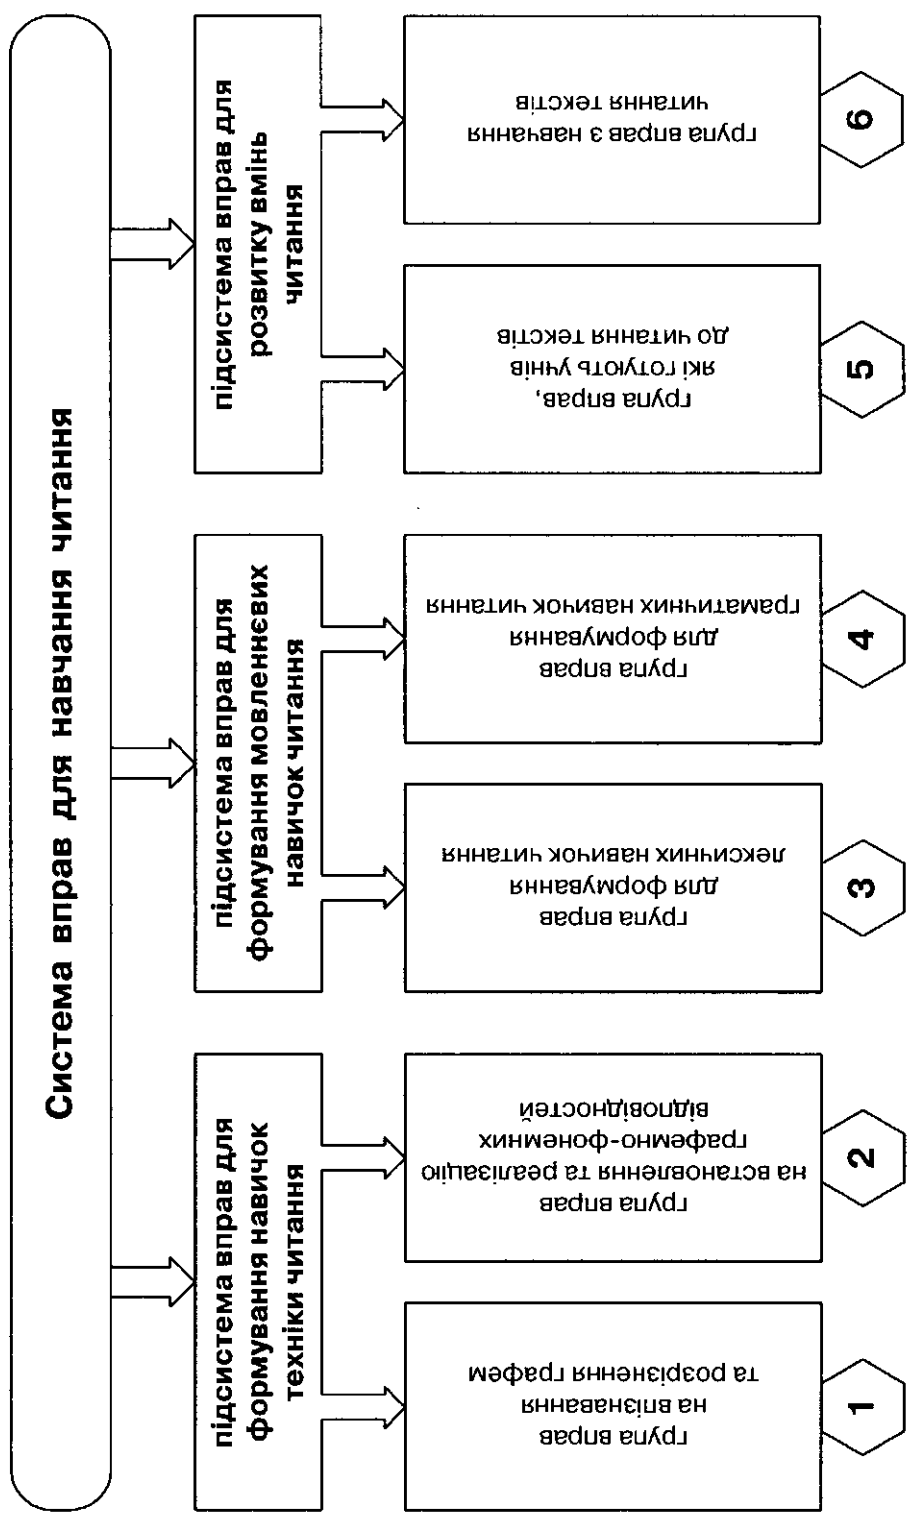 Система вправ для навчання читання
підсистема вправ для
формування навичок
техніки читання
підсистема вправ для
формування мовленнєвих
навичок читання
підсистема вправ для
розвитку вмінь
читання
група вправ
на впізнавання
та розрізнення графем
група вправ
на встановлення та реалізацію
графемно-фонемних
відповідностей
група вправ
для формування
лексичних навичок читання
група вправ
для формування
граматичних навичок читання
група вправ,
які готують учнів
до читання текстів
група вправ з навчання
читання текстів
1
2
3
4
5
6